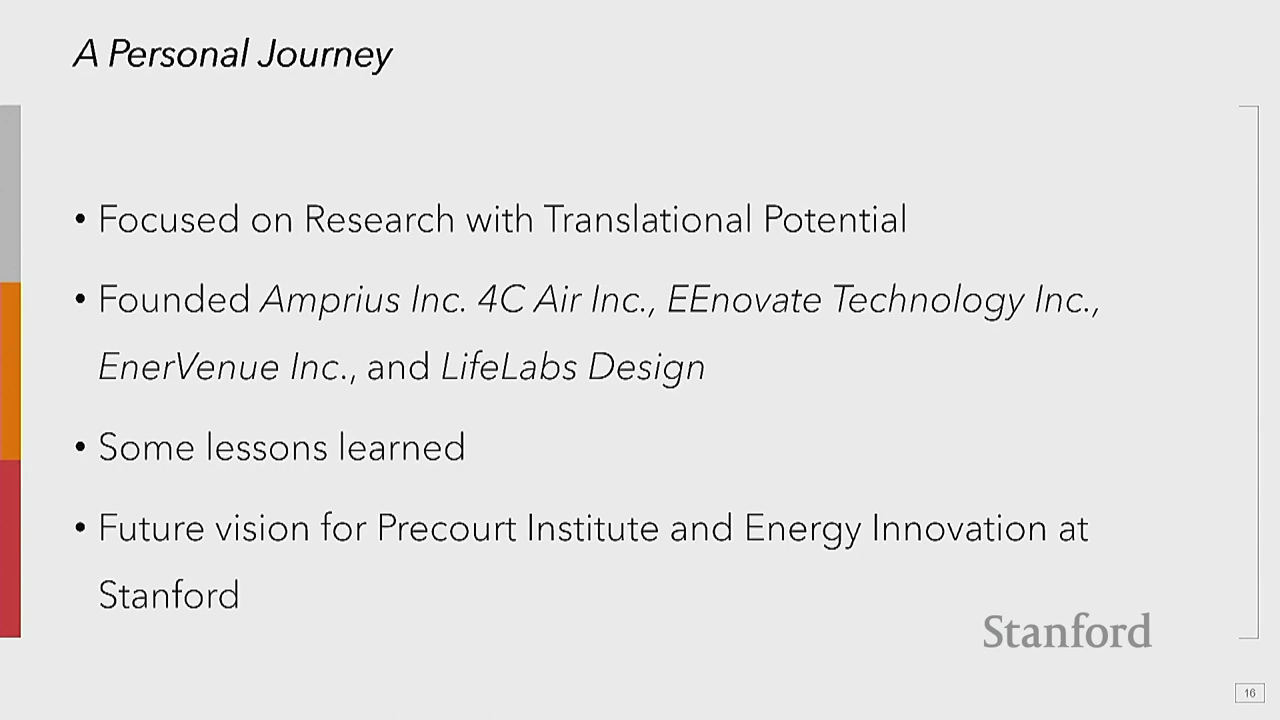 A Personal Journey
• Focused on Research with Translational Potential
• Founded Amprius Inc. 4C Air Inc., EEnovate Technology Inc.,
EnerVenue Inc., and LifeLabs Design
• Some lessons learned
• Future vision for Precourt Institute and Energy Innovation at
Stanford
Stanford
16